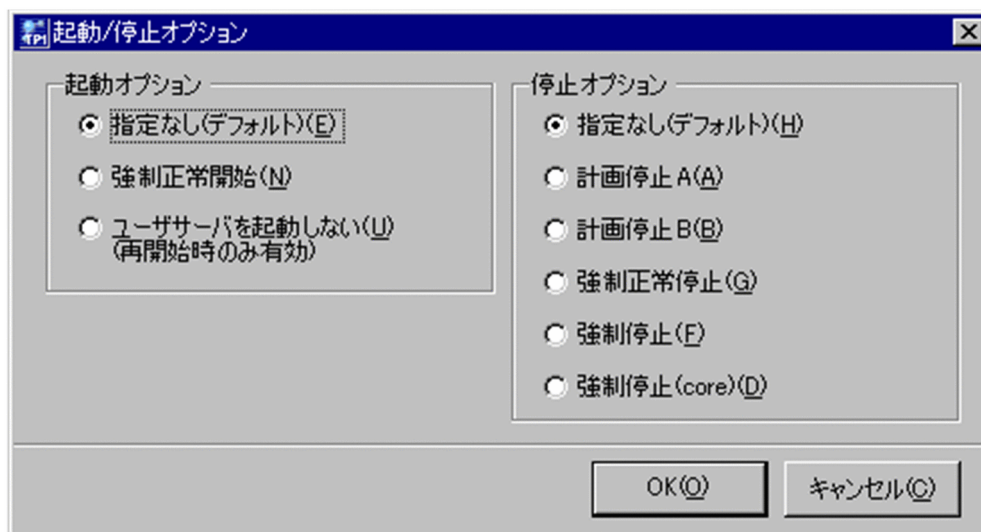 TP1
起動/停止オプション
起動オプション
指定なし(デフォルト)(E)
強制正常開始(N)
ユーザサーバを起動しない(U)
(再開始時のみ有効)
停止オプション
指定なし(デフォルト)(H)
計画停止A(A)
計画停止B(B)
強制正常停止(G)
強制停止(F)
強制停止(core)(D)
OK(O)
キャンセル(C)